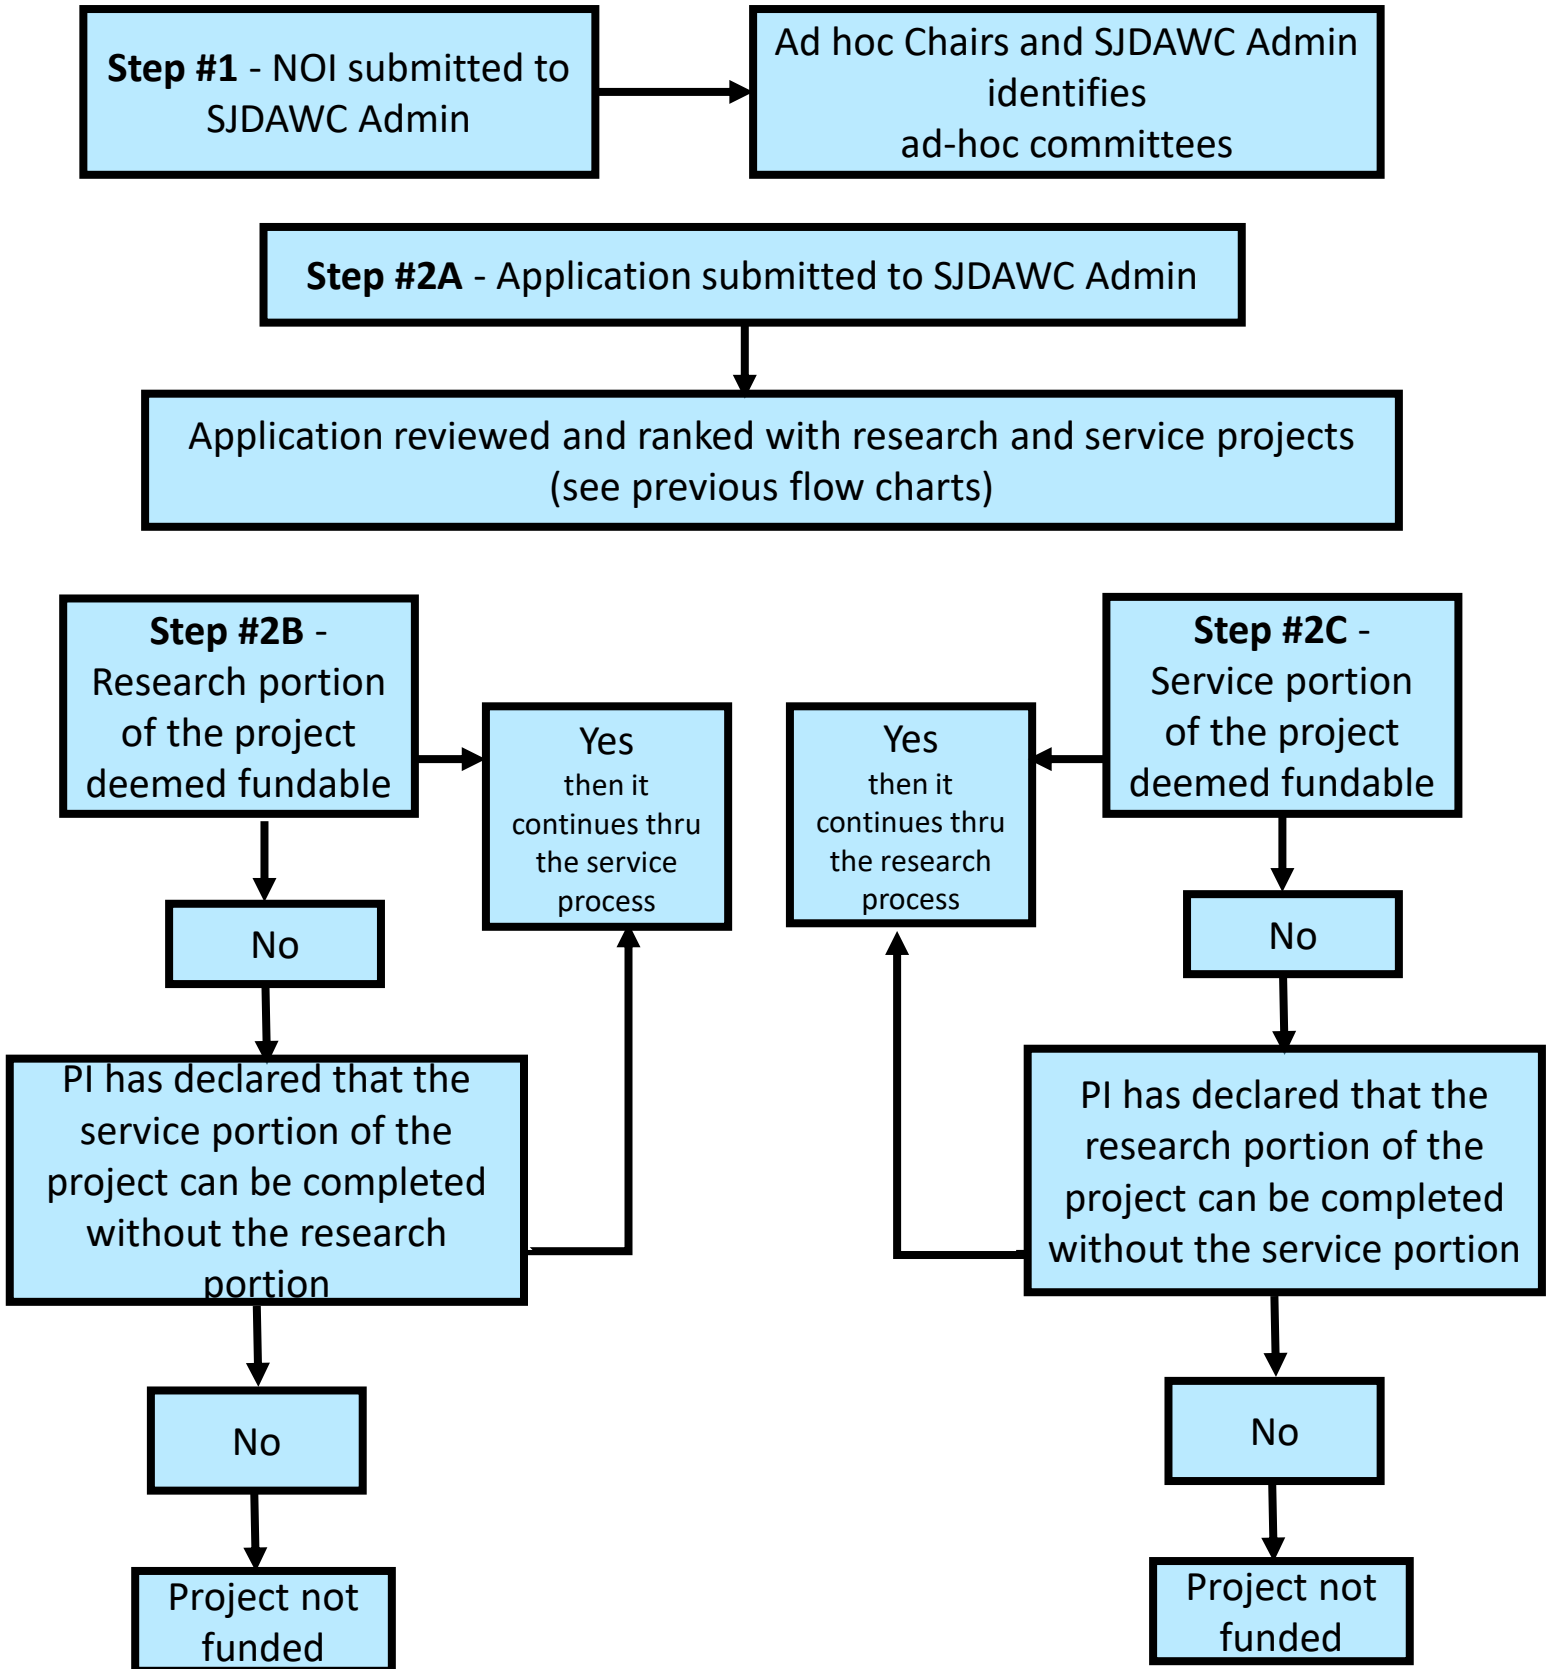 Step #1 - NOI submitted to
SJDAWC Admin
Ad hoc Chairs and SJDAWC Admin
identifies
ad-hoc committees
Step #2A - Application submitted to SJDAWC Admin
Application reviewed and ranked with research and service projects
(see previous flow charts)
Step #2B -
Research portion
of the project
deemed fundable
Yes
then it
continues thru
the service
process
No
PI has declared that the
service portion of the
project can be completed
without the research
portion
No
Project not
funded
Step #2C -
Service portion
of the project
deemed fundable
Yes
then it
continues thru
the research
process
No
PI has declared that the
research portion of the
project can be completed
without the service portion
No
Project not
funded